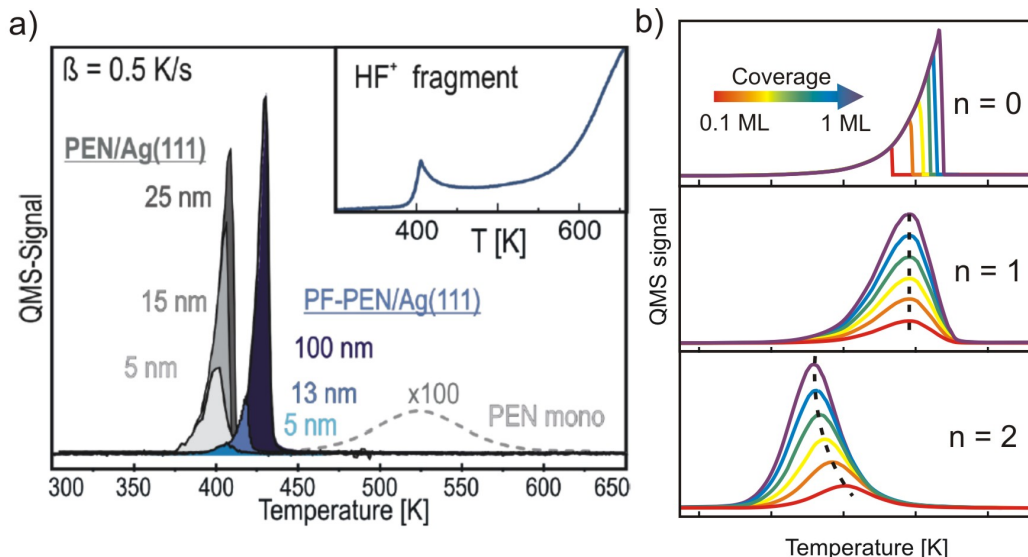 a)
ß = 0.5 K/s
PEN/Ag(111)
25 nm
15 nm
5 nm
HF⁺ fragment
400
600
T [K]
PF-PEN/Ag(111)
100 nm
13 nm
5 nm
x100
PEN mono
QMS-Signal
300 350 400 450 500 550 600 650
Temperature [K]
b)
Coverage
0.1 ML
1 ML
n = 0
n = 1
n = 2
QMS signal
Temperature [K]